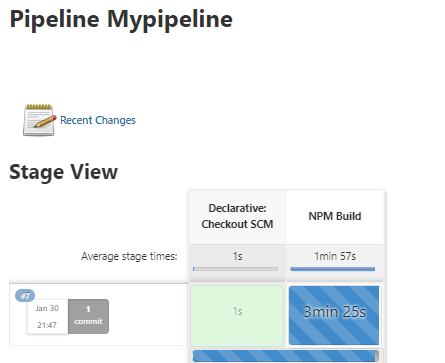 Pipeline Mypipeline
Recent Changes
Stage View
Declarative:
Checkout SCM
NPM Build
Average stage times:
1s
1min 57s
#7
Jan 30
21:47
1
commit
1s
3min 25s